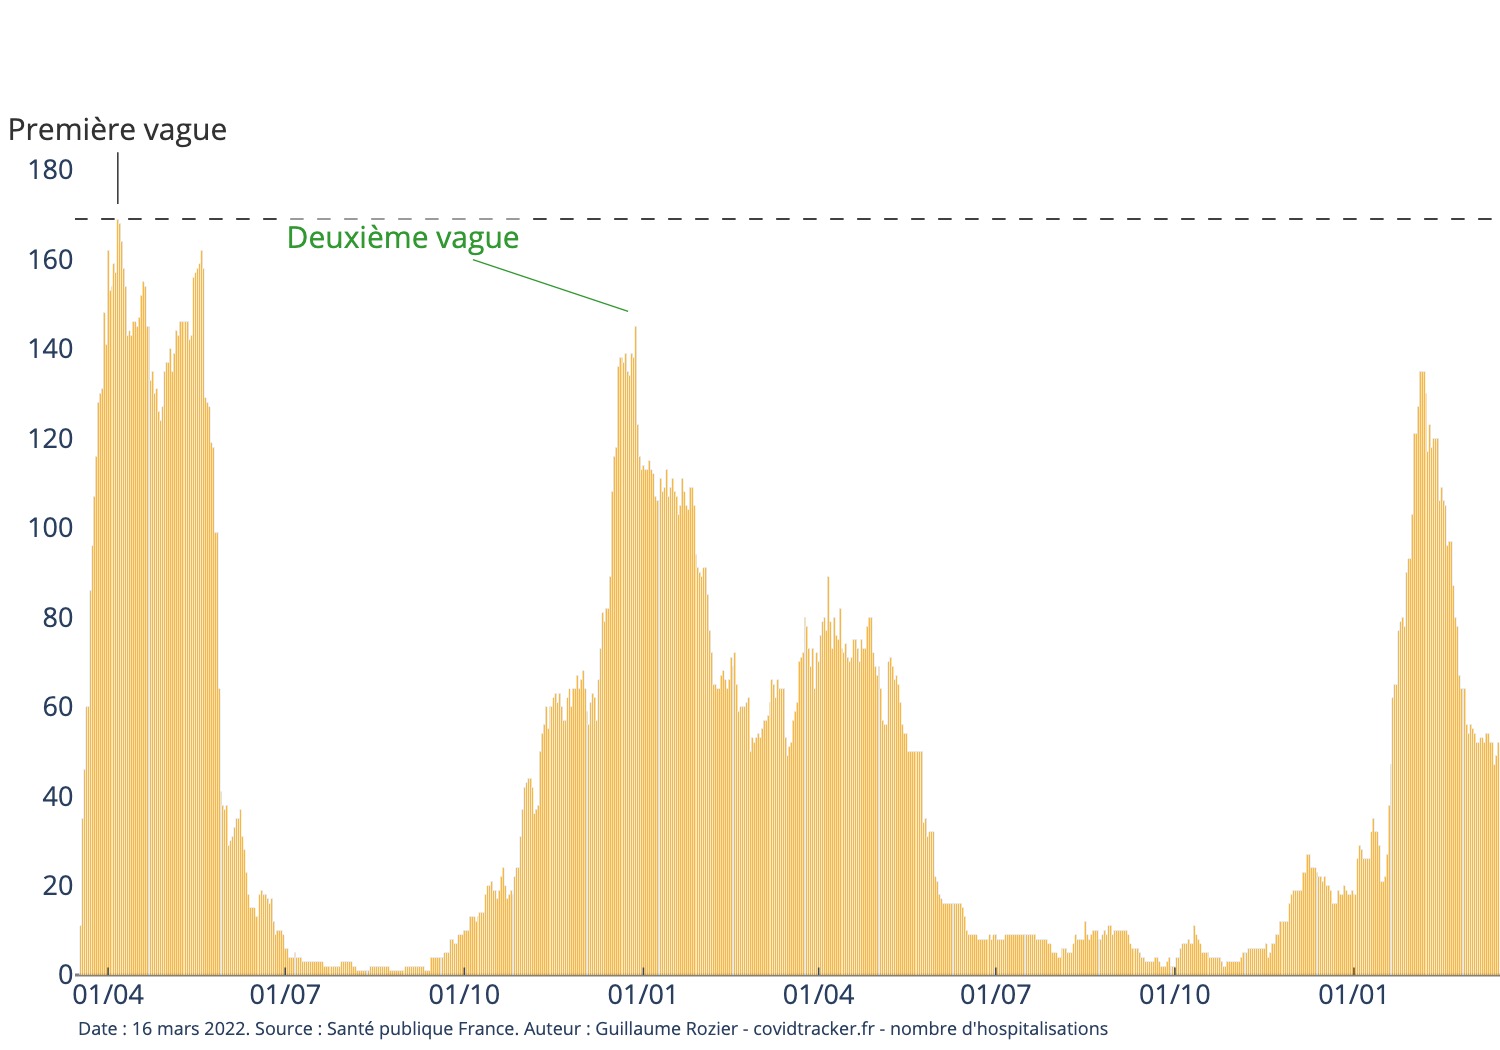 Première vague
180
Deuxième vague
160
140
120
100
80
60
40
20
0
01/04 01/07 01/10 01/01 01/04 01/07 01/10 01/01
Date : 16 mars 2022. Source : Santé publique France. Auteur : Guillaume Rozier - covidtracker.fr - nombre d'hospitalisations